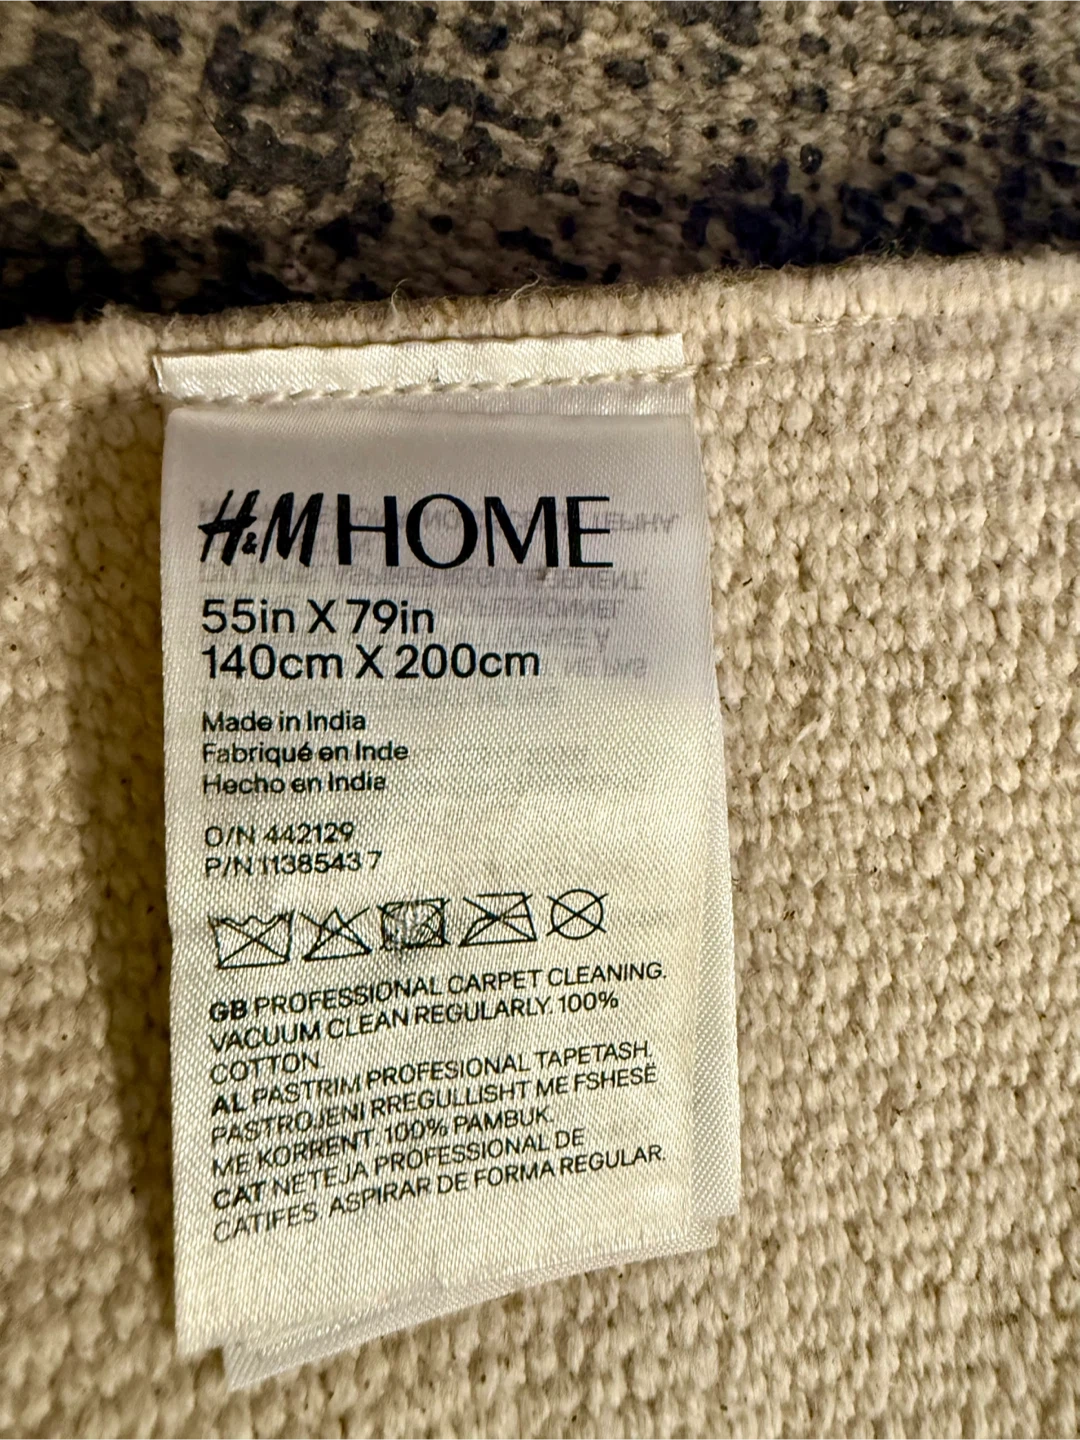 H&M HOME
55in X 79in
140cm X 200cm
Made in India
Fabriqué en Inde
Hecho en India
O/N 442129
P/N 1138543 7
GB PROFESSIONAL CARPET CLEANING.
VACUUM CLEAN REGULARLY. 100%
COTTON.
AL PASTRIM PROFESIONAL TAPETASH.
PASTROJENI RREGULLISHT ME FSHESË
ME KORRENT. 100% PAMBUK.
CAT NETEJA PROFESSIONAL DE
CATIFES. ASPIRAR DE FORMA REGULAR.